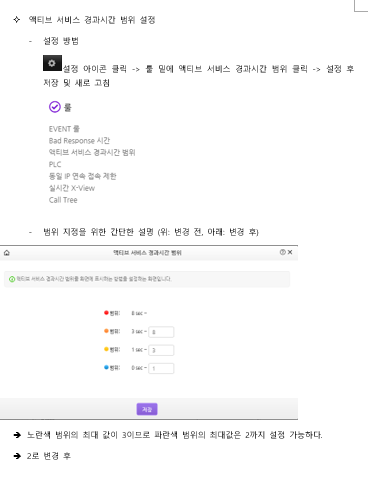 ❖ 액티브 서비스 경과시간 범위 설정
- 설정 방법
설정 아이콘 클릭 -> 룰 밑에 액티브 서비스 경과시간 범위 클릭 -> 설정 후
저장 및 새로 고침
룰
EVENT 룰
Bad Response 시간
액티브 서비스 경과시간 범위
PLC
동일 IP 연속 접속 제한
실시간 X-View
Call Tree
- 범위 지정을 위한 간단한 설명 (위: 변경 전, 아래: 변경 후)
액티브 서비스 경과시간 범위
액티브 서비스 경과시간 범위를 화면에 표시하는 방법을 설정하는 화면입니다.
범위: 8 sec ~
범위: 3 sec ~ 8
범위: 1 sec ~ 3
범위: 0 sec ~ 1
저장
➔ 노란색 범위의 최대 값이 3이므로 파란색 범위의 최대값은 2까지 설정 가능하다.
➔ 2로 변경 후